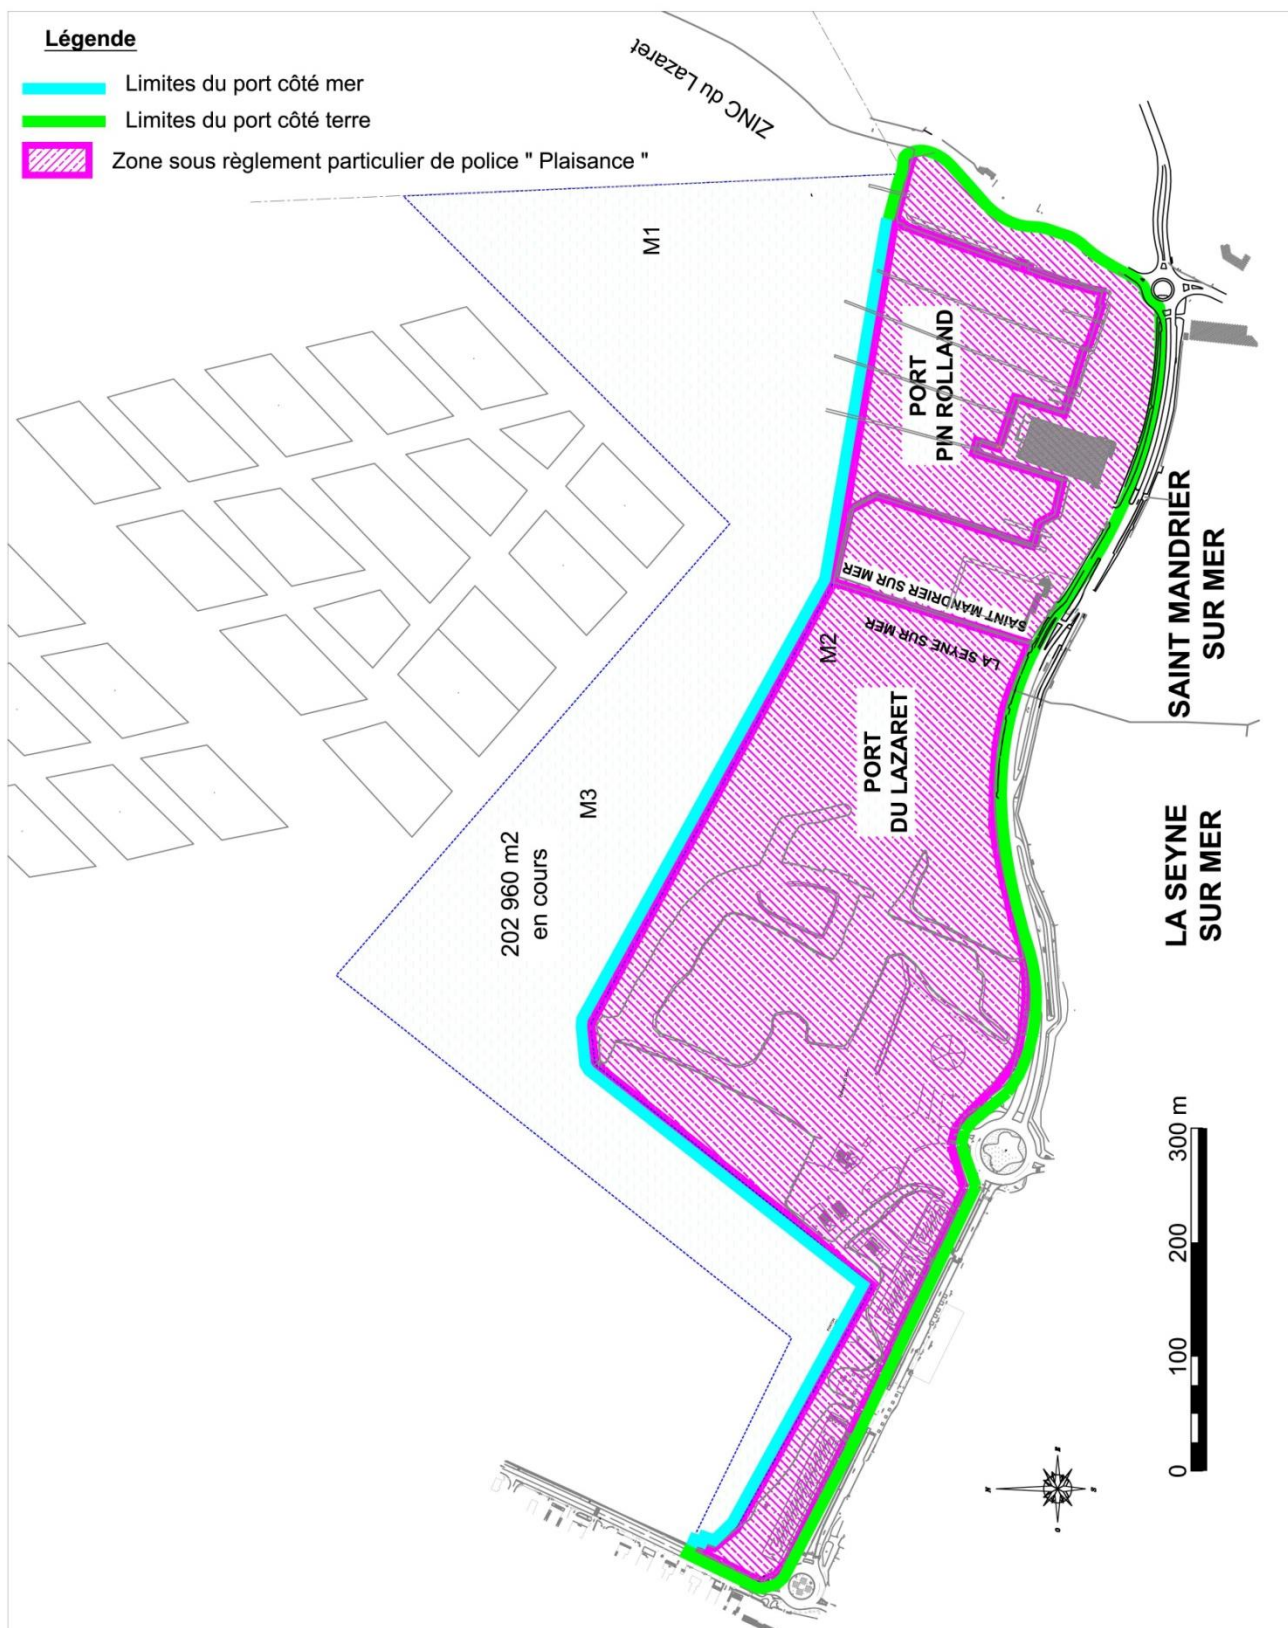 Légende
Limites du port côté mer
Limites du port côté terre
Zone sous règlement particulier de police " Plaisance "
ZINC du Lazaret
M1
PORT
PIN ROLLAND
SAINT MANDRIER SUR MER
LA SEYNE SUR MER
M2
SAINT MANDRIER
SUR MER
PORT
DU LAZARET
M3
202 960 m2
en cours
LA SEYNE
SUR MER
0 100 200 300 m